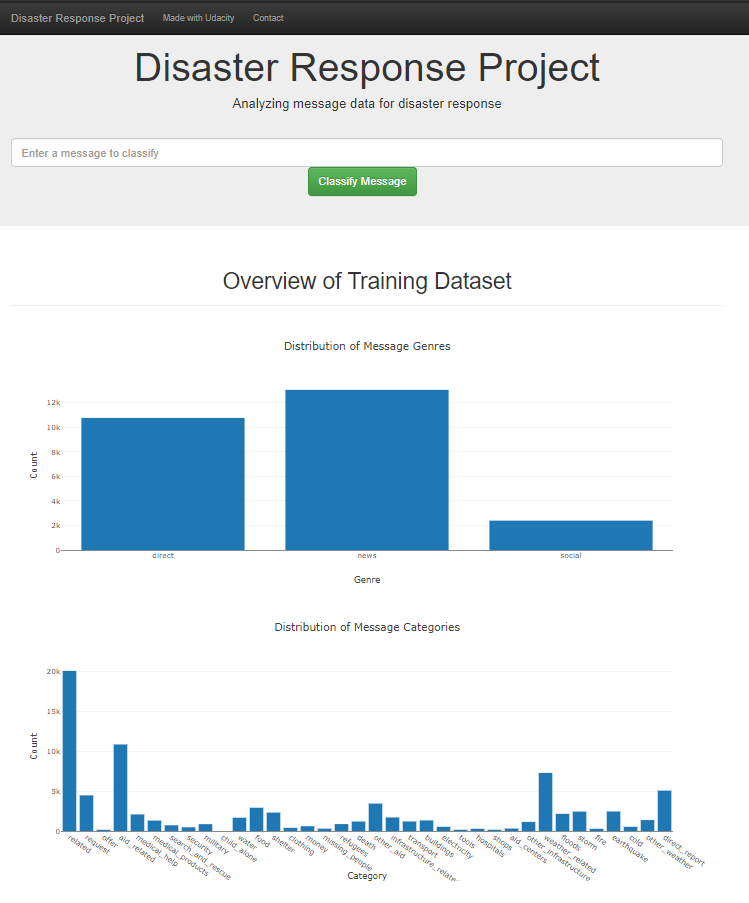 Disaster Response Project Made with Udacity Contact
Disaster Response Project
Analyzing message data for disaster response
Enter a message to classify
Classify Message
Overview of Training Dataset
Distribution of Message Genres
12k
10k
8k
6k
4k
2k
0
Count
direct news social
Genre
Distribution of Message Categories
20k
15k
10k
5k
0
Count
related
request
offer
aid_related
medical_help
medical_products
search_and_rescue
security
military
child_alone
water
food
shelter
clothing
money
missing_people
refugees
death
other_aid
infrastructure_relate…
transport
buildings
electricity
tools
hospitals
shops
aid_centers
other_infrastructure
weather_related
floods
storm
fire
earthquake
cold
other_weather
direct_report
Category